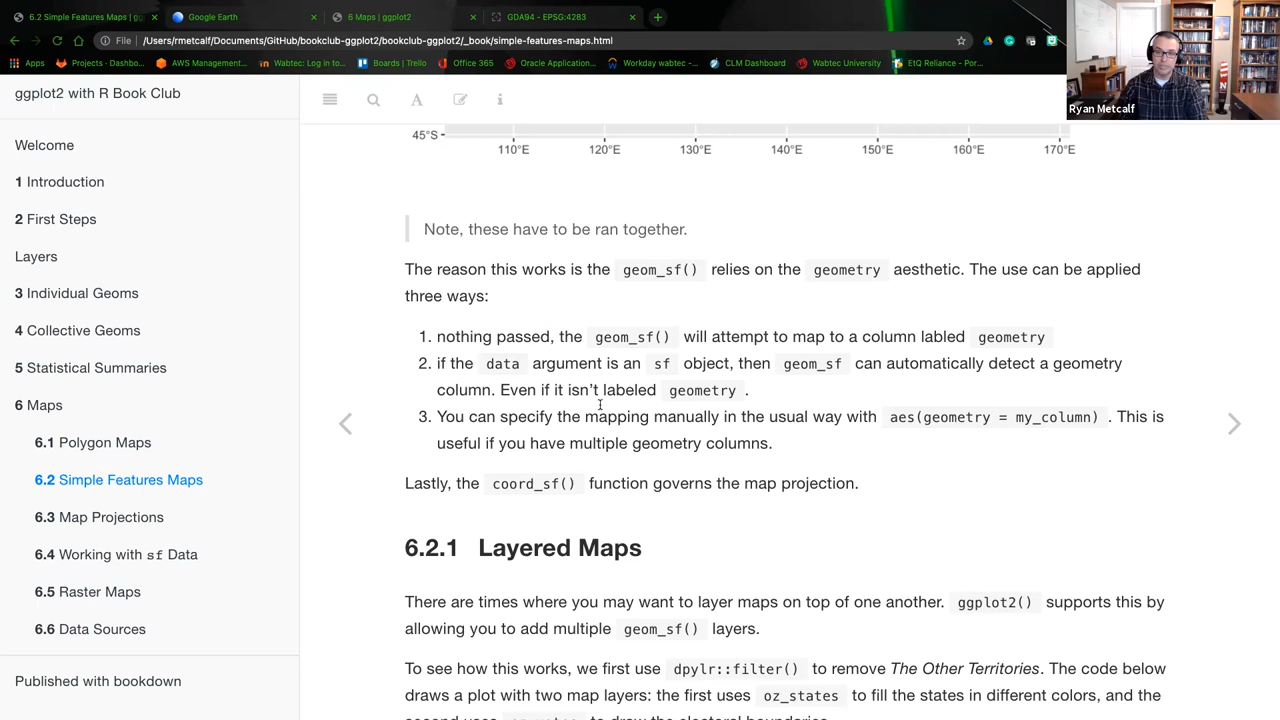 6.2 Simple Features Maps | gg
Google Earth
6 Maps | ggplot2
GDA94 - EPSG:4283
File /Users/rmetcalf/Documents/GitHub/bookclub-ggplot2/bookclub-ggplot2/_book/simple-features-maps.html
Apps
Projects - Dashbo...
AWS Management...
Wabtec: Log in to...
Boards | Trello
Office 365
Oracle Application...
Workday wabtec -...
CLM Dashboard
Wabtec University
EtQ Reliance - Por...
Ryan Metcalf
ggplot2 with R Book Club
Welcome
1 Introduction
2 First Steps
Layers
3 Individual Geoms
4 Collective Geoms
5 Statistical Summaries
6 Maps
6.1 Polygon Maps
6.2 Simple Features Maps
6.3 Map Projections
6.4 Working with sf Data
6.5 Raster Maps
6.6 Data Sources
Published with bookdown
45°S
110°E 120°E 130°E 140°E 150°E 160°E 170°E
Note, these have to be ran together.
The reason this works is the geom_sf() relies on the geometry aesthetic. The use can be applied
three ways:
1. nothing passed, the geom_sf() will attempt to map to a column labled geometry
2. if the data argument is an sf object, then geom_sf can automatically detect a geometry
column. Even if it isn't labeled geometry .
3. You can specify the mapping manually in the usual way with aes(geometry = my_column) . This is
useful if you have multiple geometry columns.
Lastly, the coord_sf() function governs the map projection.
6.2.1 Layered Maps
There are times where you may want to layer maps on top of one another. ggplot2() supports this by
allowing you to add multiple geom_sf() layers.
To see how this works, we first use dpylr::filter() to remove The Other Territories. The code below
draws a plot with two map layers: the first uses oz_states to fill the states in different colors, and the